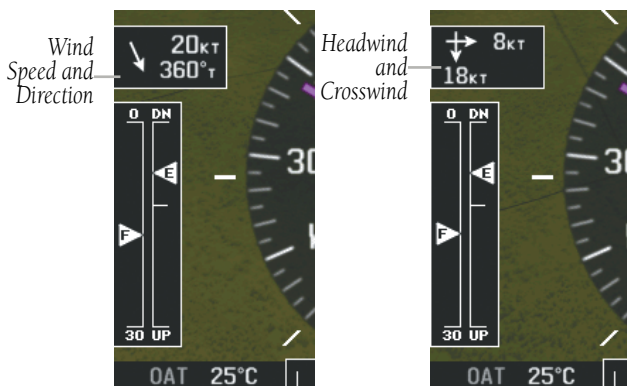 Wind
Speed and
Direction
20KT
360°T
0 DN
E
F
30 UP
30
OAT 25°C
Headwind
and
Crosswind
8KT
18KT
0 DN
E
F
30 UP
3
OAT 25°C